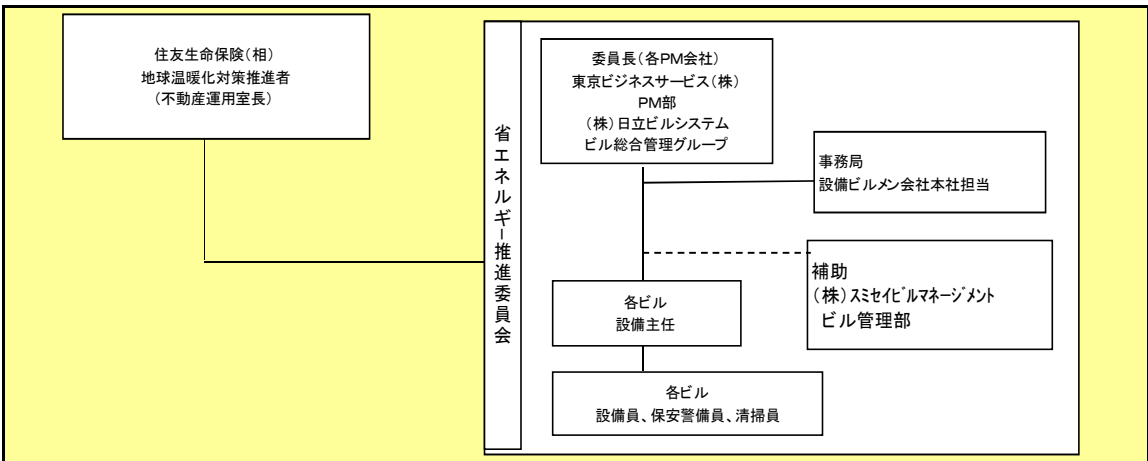 住友生命保険(相)
地球温暖化対策推進者
(不動産運用室長)
省エネルギー推進委員会
委員長(各PM会社)
東京ビジネスサービス(株)
PM部
(株)日立ビルシステム
ビル総合管理グループ
事務局
設備ビルメン会社本社担当
補助
(株)スミセイビルマネージメント
ビル管理部
各ビル
設備主任
各ビル
設備員、保安警備員、清掃員